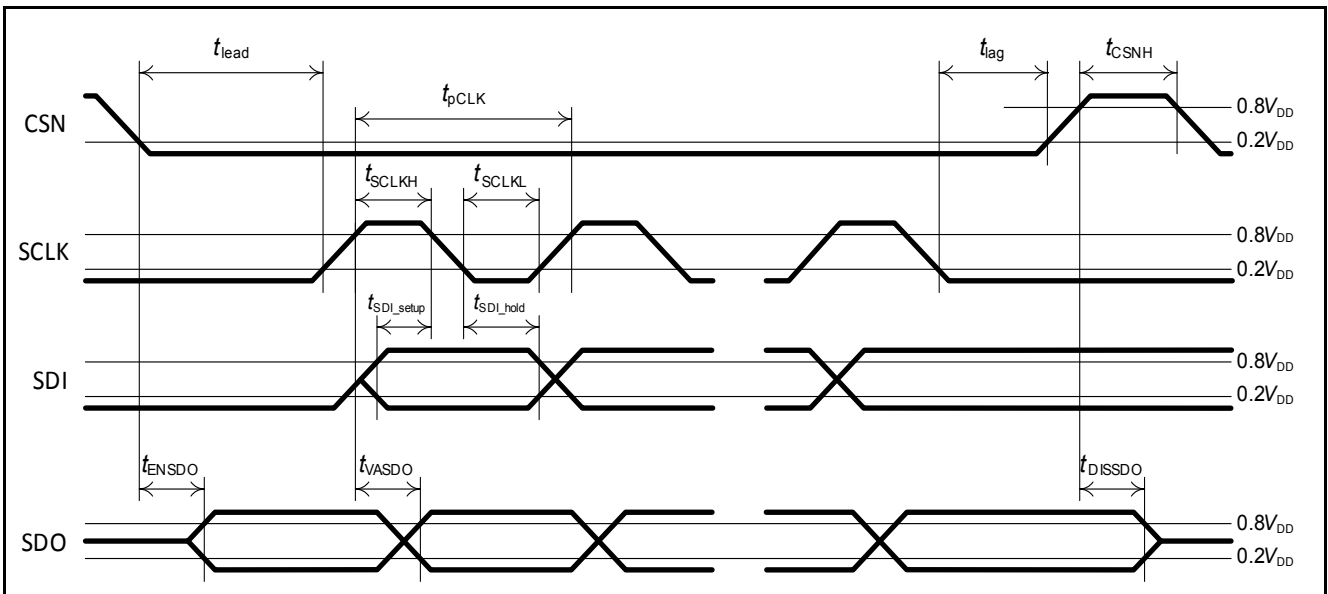 tlead
tlag
tCSNH
tpCLK
CSN
0.8VDD
0.2VDD
tSCLKH
tSCLKL
SCLK
0.8VDD
0.2VDD
tSDI_setup
tSDI_hold
SDI
0.8VDD
0.2VDD
tENSDO
tVASDO
tDISSDO
SDO
0.8VDD
0.2VDD